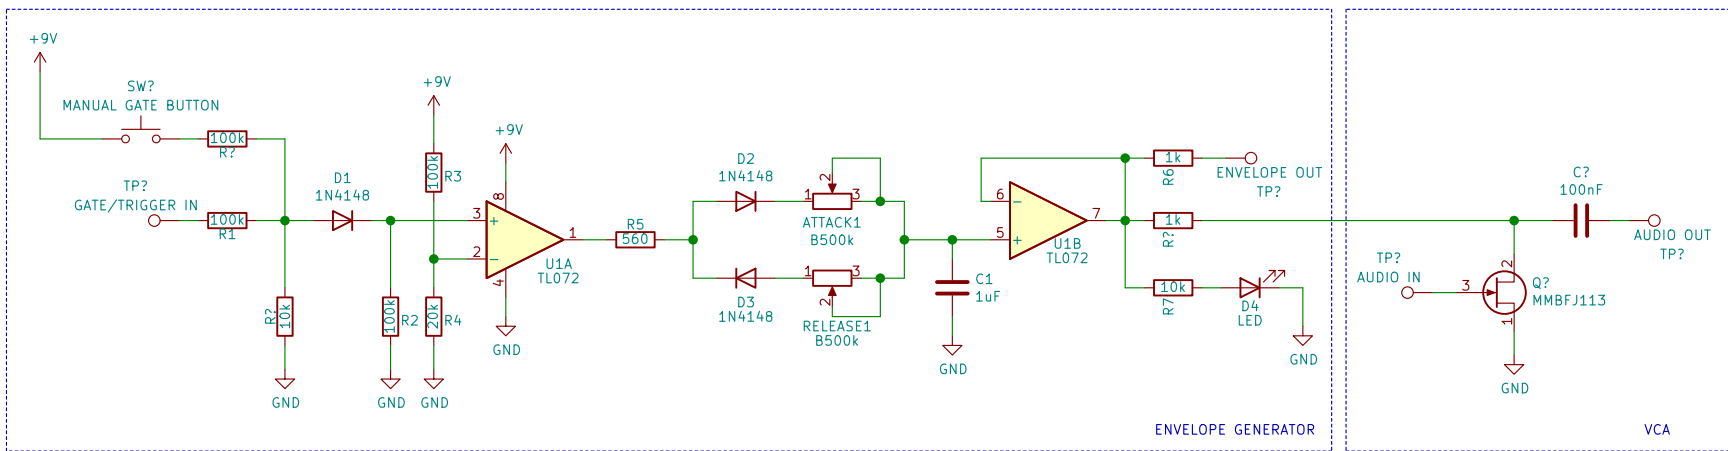 +9V
SW?
MANUAL GATE BUTTON
100k
R?
TP?
GATE/TRIGGER IN
100k
R1
R?
10k
GND
D1
1N4148
100k
R2
GND
+9V
100k
R3
20k
R4
GND
+9V
8
3
+
2
−
1
4
U1A
TL072
GND
R5
560
D2
1N4148
D3
1N4148
2
1
3
ATTACK1
B500k
1
3
2
RELEASE1
B500k
C1
1uF
GND
6
−
5
+
7
U1B
TL072
1k
R6
ENVELOPE OUT
TP?
1k
R?
10k
R7
D4
LED
GND
ENVELOPE GENERATOR
C?
100nF
AUDIO OUT
TP?
TP?
AUDIO IN
2
3
1
Q?
MMBFJ113
GND
VCA